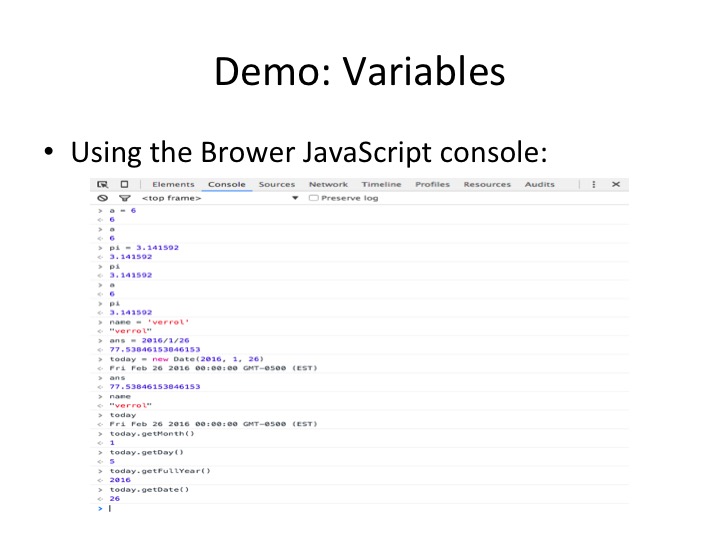 Demo: Variables
• Using the Brower JavaScript console:
Elements Console Sources Network Timeline Profiles Resources Audits
<top frame> ▼ Preserve log
> a = 6
< 6
> a
< 6
> pi = 3.141592
< 3.141592
> pi
< 3.141592
> a
< 6
> pi
< 3.141592
> name = 'verrol'
< "verrol"
> ans = 2016/1/26
< 77.53846153846153
> today = new Date(2016, 1, 26)
< Fri Feb 26 2016 00:00:00 GMT-0500 (EST)
> ans
< 77.53846153846153
> name
< "verrol"
> today
< Fri Feb 26 2016 00:00:00 GMT-0500 (EST)
> today.getMonth()
< 1
> today.getDay()
< 5
> today.getFullYear()
< 2016
> today.getDate()
< 26
>